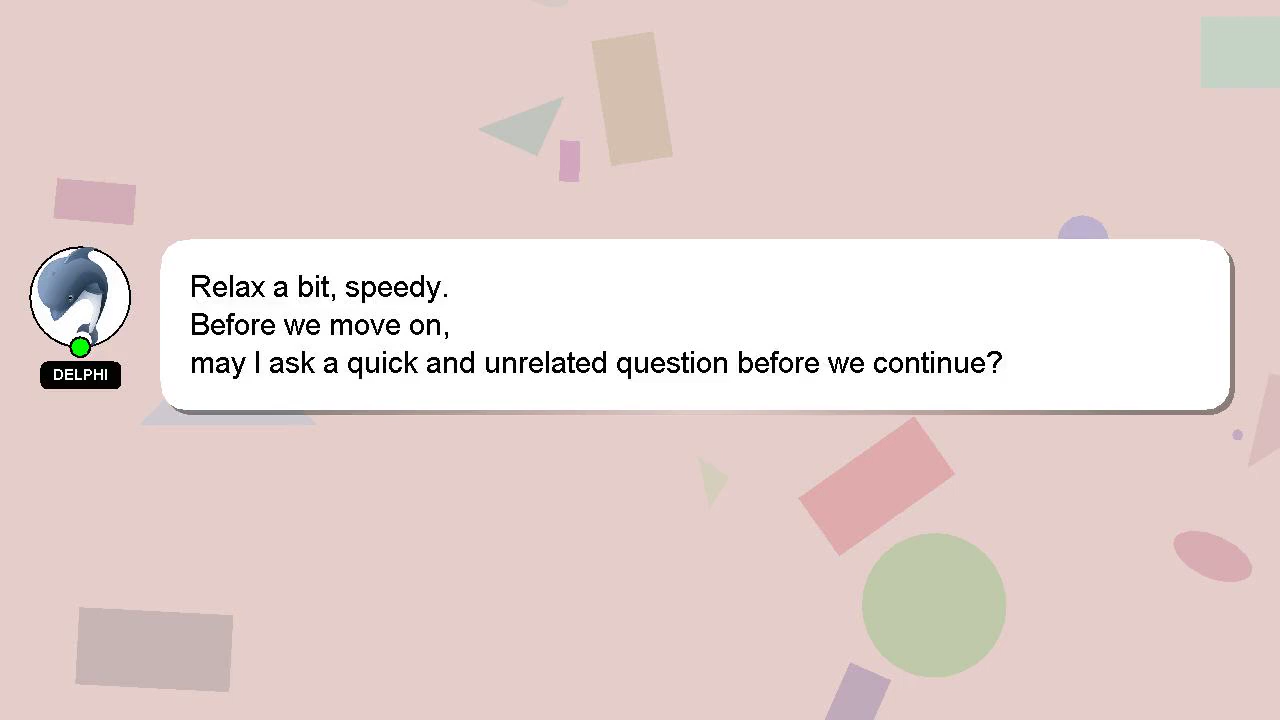 Relax a bit, speedy.
Before we move on,
may I ask a quick and unrelated question before we continue?
DELPHI